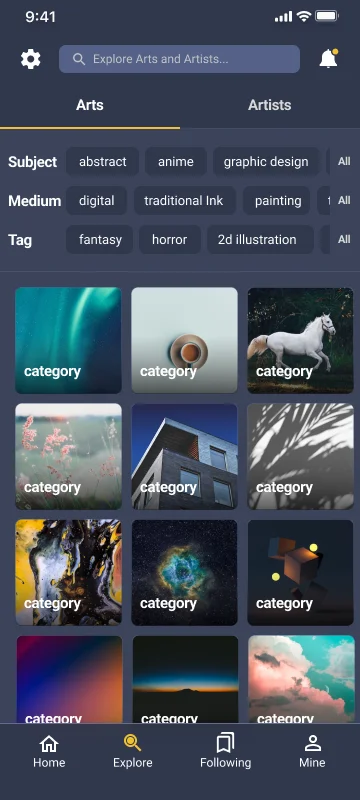 9:41
Explore Arts and Artists...
Arts Artists
Subject abstract anime graphic design All
Medium digital traditional Ink painting All
Tag fantasy horror 2d illustration All
category category category
category category category
category category category
category category category
Home Explore Following Mine